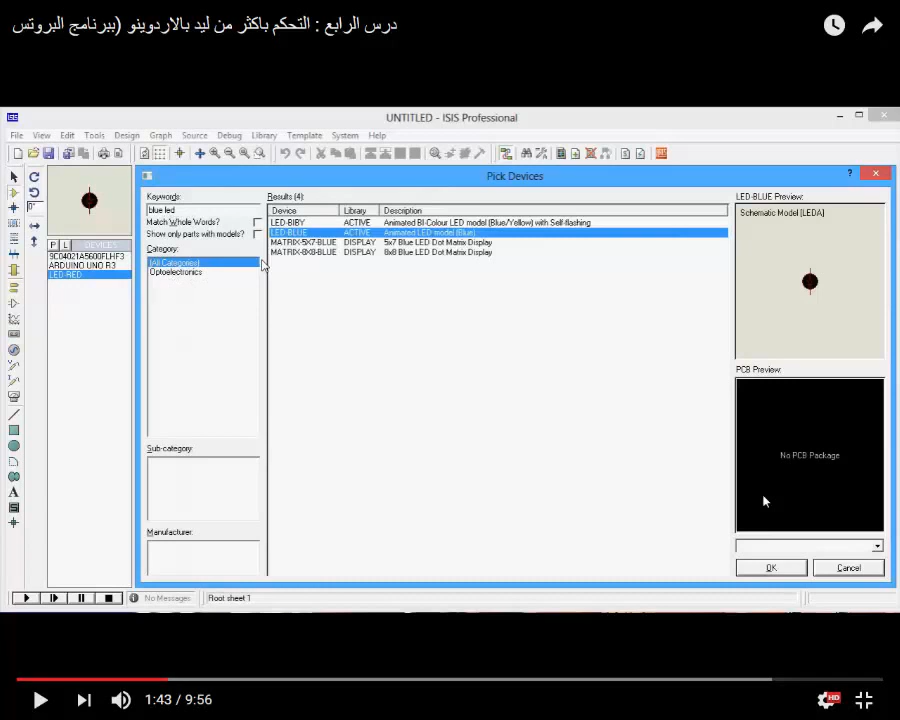 درس الرابع : التحكم باكثر من ليد بالاردوينو (ببرنامج البروتس
UNTITLED - ISIS Professional
File View Edit Tools Design Graph Source Debug Library Template System Help
Pick Devices
Keywords:
blue led
Match Whole Words?
Show only parts with models?
Category:
(All Categories)
Optoelectronics
Sub-category:
Manufacturer:
Results (4):
Device Library Description
LED-BIBY ACTIVE Animated BI-Colour LED model (Blue/Yellow) with Self-flashing
LED-BLUE ACTIVE Animated LED model (Blue)
MATRIX-5X7-BLUE DISPLAY 5x7 Blue LED Dot Matrix Display
MATRIX-8X8-BLUE DISPLAY 8x8 Blue LED Dot Matrix Display
LED-BLUE Preview:
Schematic Model [LEDA]
PCB Preview:
No PCB Package
OK Cancel
P L DEVICES
9C04021A5600FLHF3
ARDUINO UNO R3
LED-RED
No Messages
Root sheet 1
1:43 / 9:56
HD